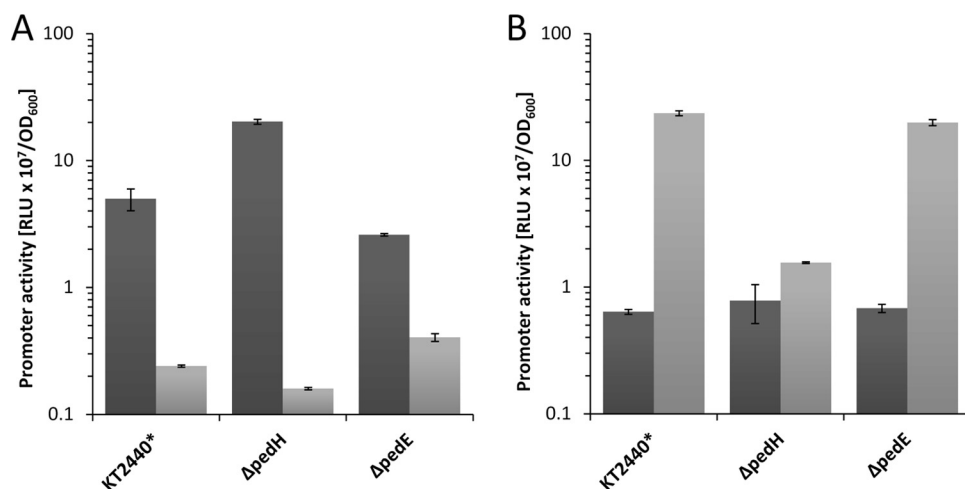 A
Promoter activity [RLU x 10⁷/OD₆₀₀]
100
10
1
0.1
KT2440*
ΔpedH
ΔpedE
B
Promoter activity [RLU x 10⁷/OD₆₀₀]
100
10
1
0.1
KT2440*
ΔpedH
ΔpedE